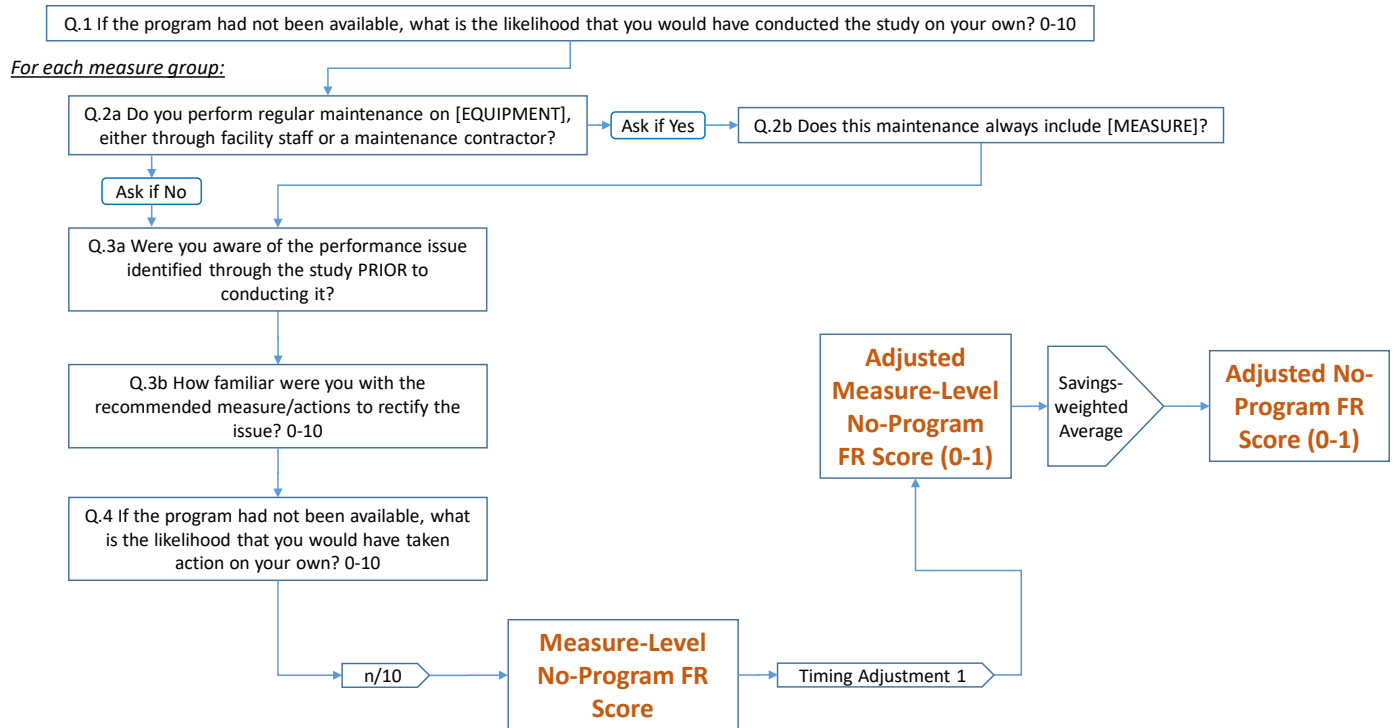 Q.1 If the program had not been available, what is the likelihood that you would have conducted the study on your own? 0-10
For each measure group:
Q.2a Do you perform regular maintenance on [EQUIPMENT],
either through facility staff or a maintenance contractor?
Ask if Yes
Q.2b Does this maintenance always include [MEASURE]?
Ask if No
Q.3a Were you aware of the performance issue
identified through the study PRIOR to
conducting it?
Q.3b How familiar were you with the
recommended measure/actions to rectify the
issue? 0-10
Q.4 If the program had not been available, what
is the likelihood that you would have taken
action on your own? 0-10
n/10
Measure-Level
No-Program FR
Score
Timing Adjustment 1
Adjusted
Measure-Level
No-Program
FR Score (0-1)
Savings-
weighted
Average
Adjusted No-
Program FR
Score (0-1)